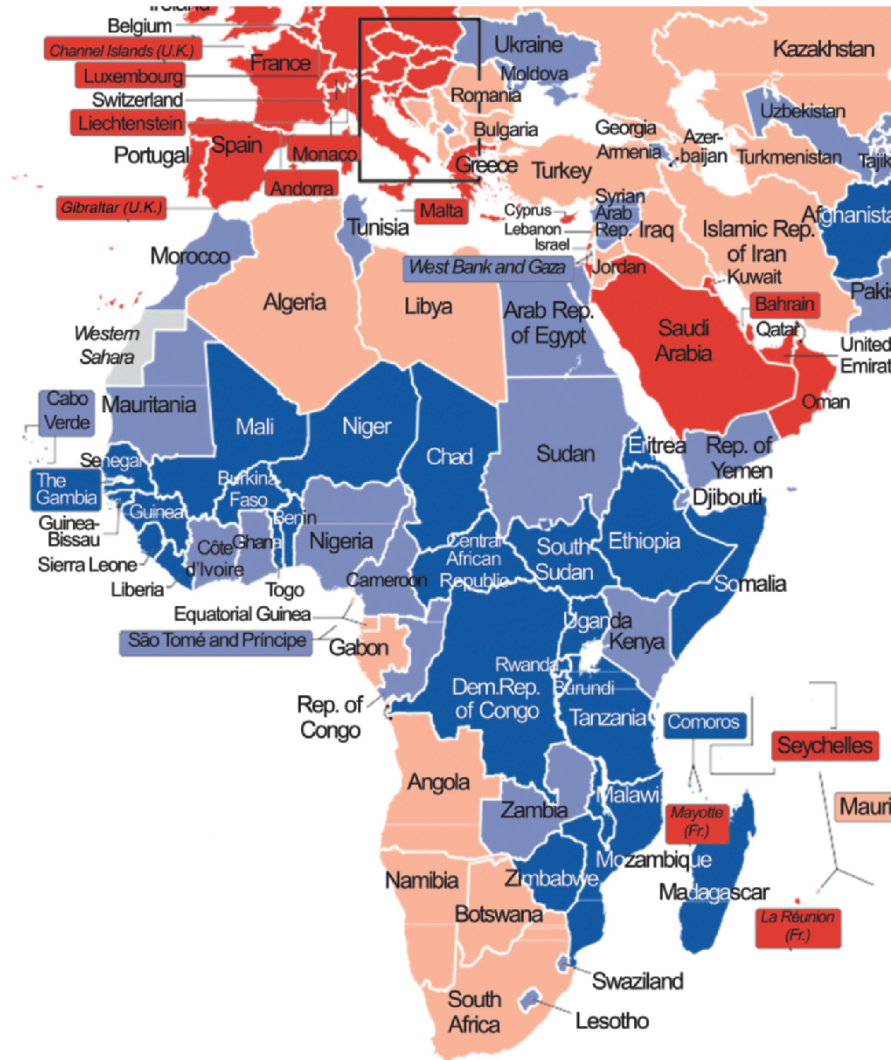 Ireland
Belgium
Channel Islands (U.K.)
France
Luxembourg
Switzerland
Liechtenstein
Portugal
Spain
Monaco
Andorra
Gibraltar (U.K.)
Malta
Ukraine
Moldova
Romania
Bulgaria
Greece
Kazakhstan
Uzbekistan
Georgia
Armenia
Azer-
baijan
Turkmenistan
Tajik
Turkey
Cyprus
Lebanon
Israel
Syrian
Arab
Rep.
Iraq
Islamic Rep.
of Iran
Afghanista
Pakis
West Bank and Gaza
Jordan
Kuwait
Bahrain
Qatar
United
Emirat
Saudi
Arabia
Oman
Rep. of
Yemen
Tunisia
Morocco
Algeria
Libya
Arab Rep.
of Egypt
Western
Sahara
Cabo
Verde
Mauritania
Mali
Niger
Chad
Sudan
Eritrea
Djibouti
Senegal
The
Gambia
Guinea-
Bissau
Guinea
Sierra Leone
Liberia
Burkina
Faso
Côte
d'Ivoire
Ghana
Benin
Togo
Nigeria
Cameroon
Central
African
Republic
South
Sudan
Ethiopia
Somalia
Equatorial Guinea
São Tomé and Príncipe
Gabon
Rep. of
Congo
Dem.Rep.
of Congo
Uganda
Kenya
Rwanda
Burundi
Tanzania
Comoros
Seychelles
Mauri
Mayotte
(Fr.)
La Réunion
(Fr.)
Angola
Zambia
Malawi
Mozambique
Zimbabwe
Madagascar
Namibia
Botswana
Swaziland
South
Africa
Lesotho